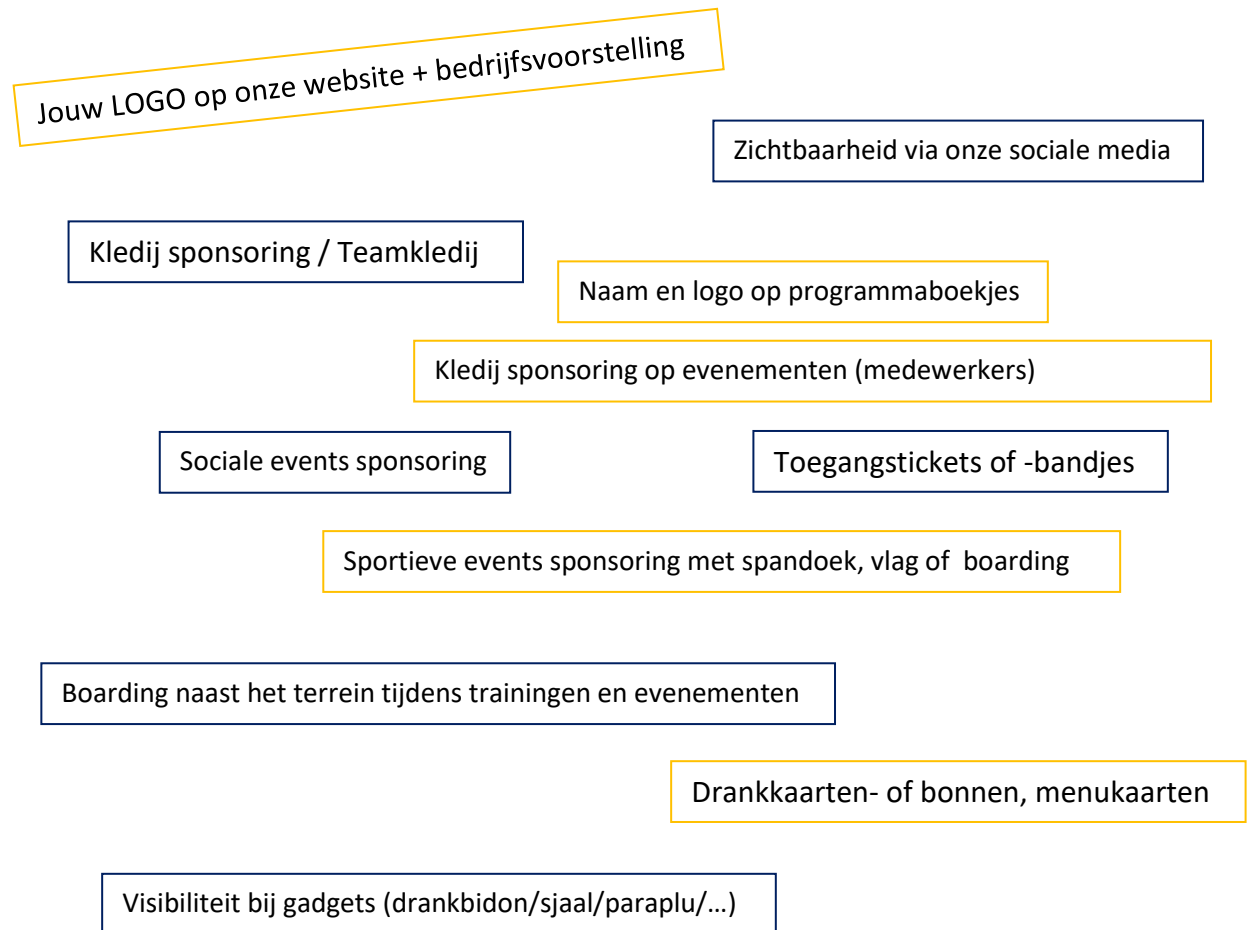 Jouw LOGO op onze website + bedrijfsvoorstelling
Zichtbaarheid via onze sociale media
Kledij sponsoring / Teamkledij
Naam en logo op programmaboekjes
Kledij sponsoring op evenementen (medewerkers)
Sociale events sponsoring
Toegangstickets of -bandjes
Sportieve events sponsoring met spandoek, vlag of  boarding
Boarding naast het terrein tijdens trainingen en evenementen
Drankkaarten- of bonnen, menukaarten
Visibiliteit bij gadgets (drankbidon/sjaal/paraplu/…)